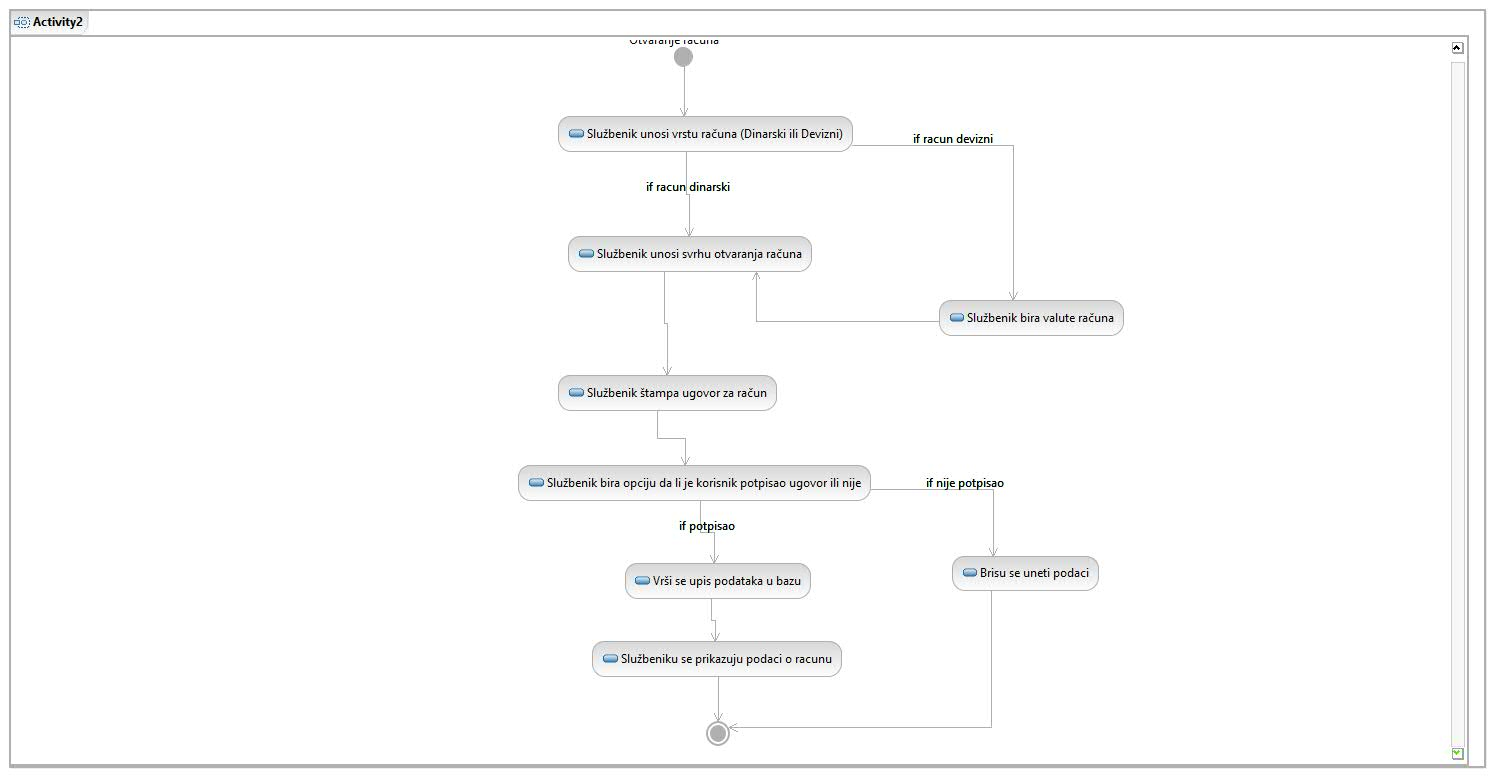 Activity2
Otvaranje računa
Službenik unosi vrstu računa (Dinarski ili Devizni)
if racun devizni
if racun dinarski
Službenik unosi svrhu otvaranja računa
Službenik bira valute računa
Službenik štampa ugovor za račun
Službenik bira opciju da li je korisnik potpisao ugovor ili nije
if nije potpisao
if potpisao
Brisu se uneti podaci
Vrši se upis podataka u bazu
Službeniku se prikazuju podaci o racunu